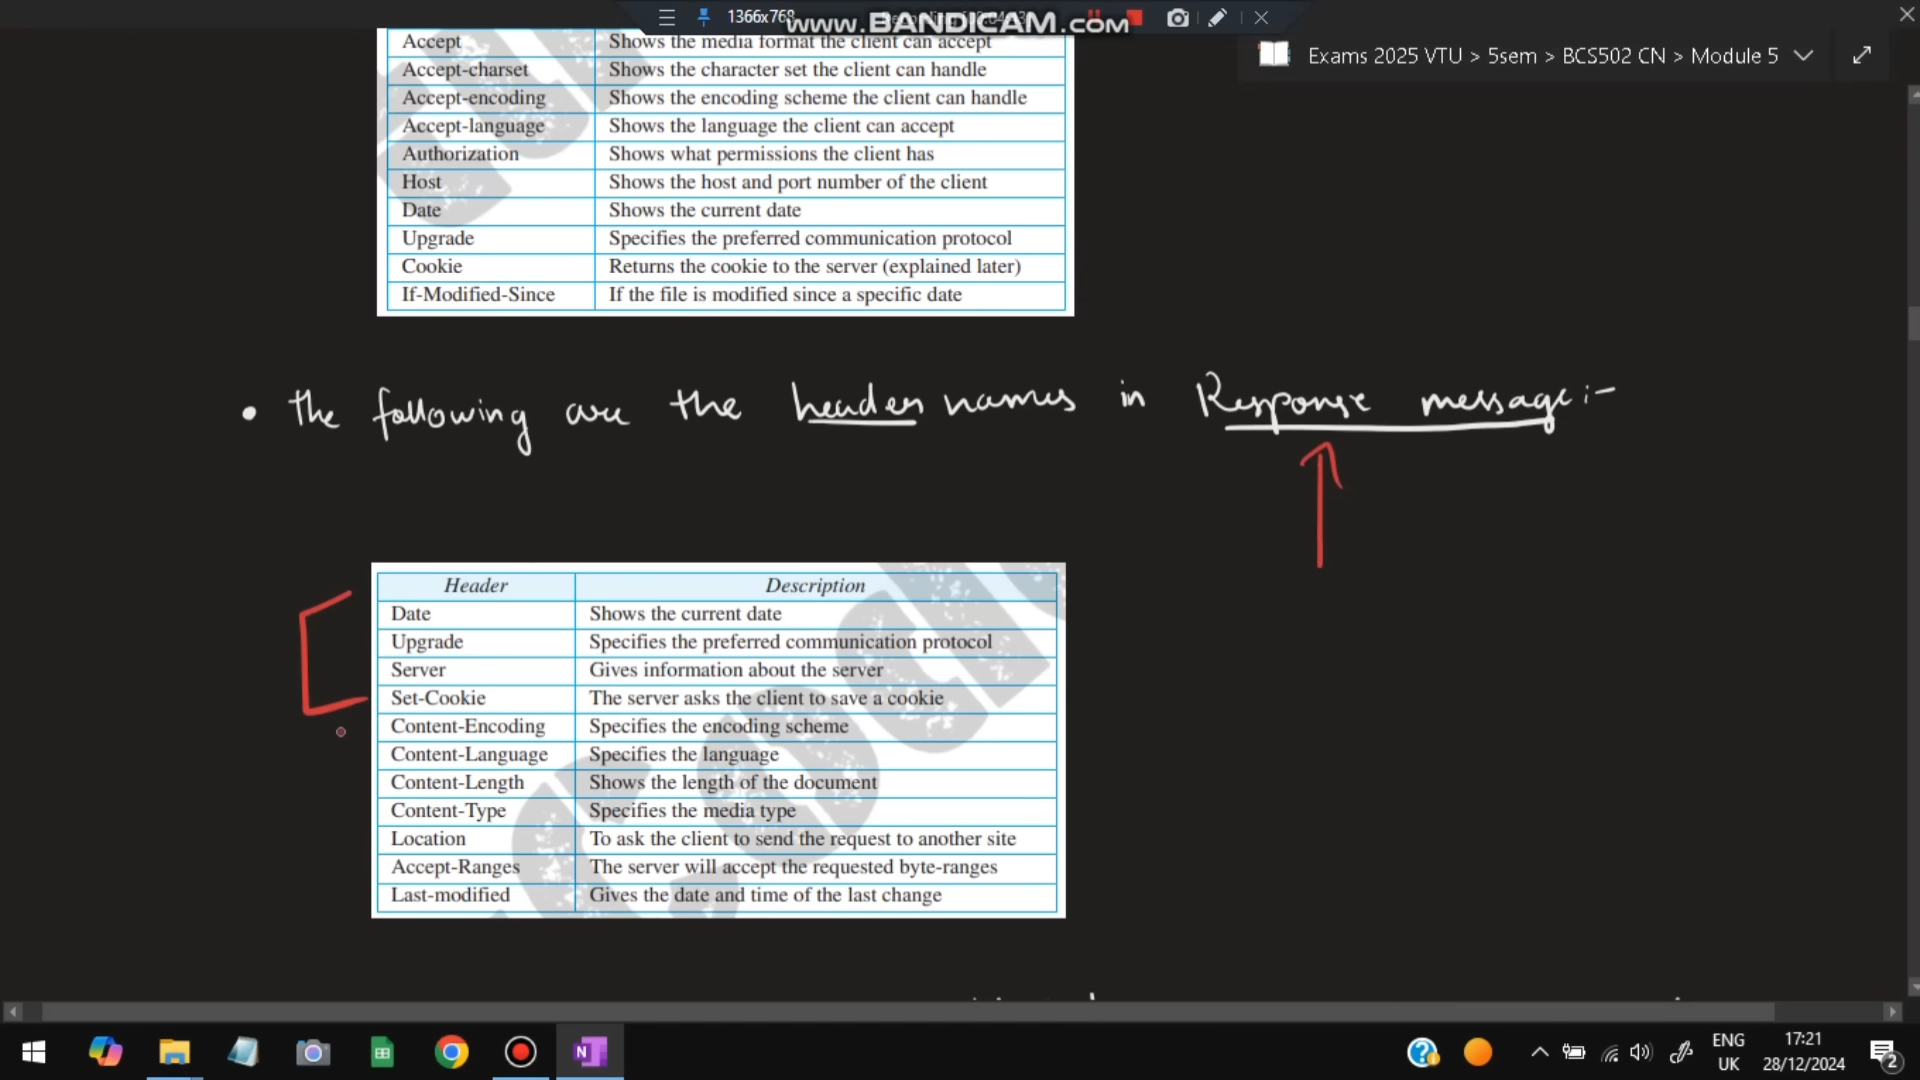 1366x768
www.BANDICAM.com
Exams 2025 VTU > 5sem > BCS502 CN > Module 5
Accept Shows the media format the client can accept
Accept-charset Shows the character set the client can handle
Accept-encoding Shows the encoding scheme the client can handle
Accept-language Shows the language the client can accept
Authorization Shows what permissions the client has
Host Shows the host and port number of the client
Date Shows the current date
Upgrade Specifies the preferred communication protocol
Cookie Returns the cookie to the server (explained later)
If-Modified-Since If the file is modified since a specific date
• The following are the header names in Response message:-
Header Description
Date Shows the current date
Upgrade Specifies the preferred communication protocol
Server Gives information about the server
Set-Cookie The server asks the client to save a cookie
Content-Encoding Specifies the encoding scheme
Content-Language Specifies the language
Content-Length Shows the length of the document
Content-Type Specifies the media type
Location To ask the client to send the request to another site
Accept-Ranges The server will accept the requested byte-ranges
Last-modified Gives the date and time of the last change
ENG 17:21
UK 28/12/2024
2